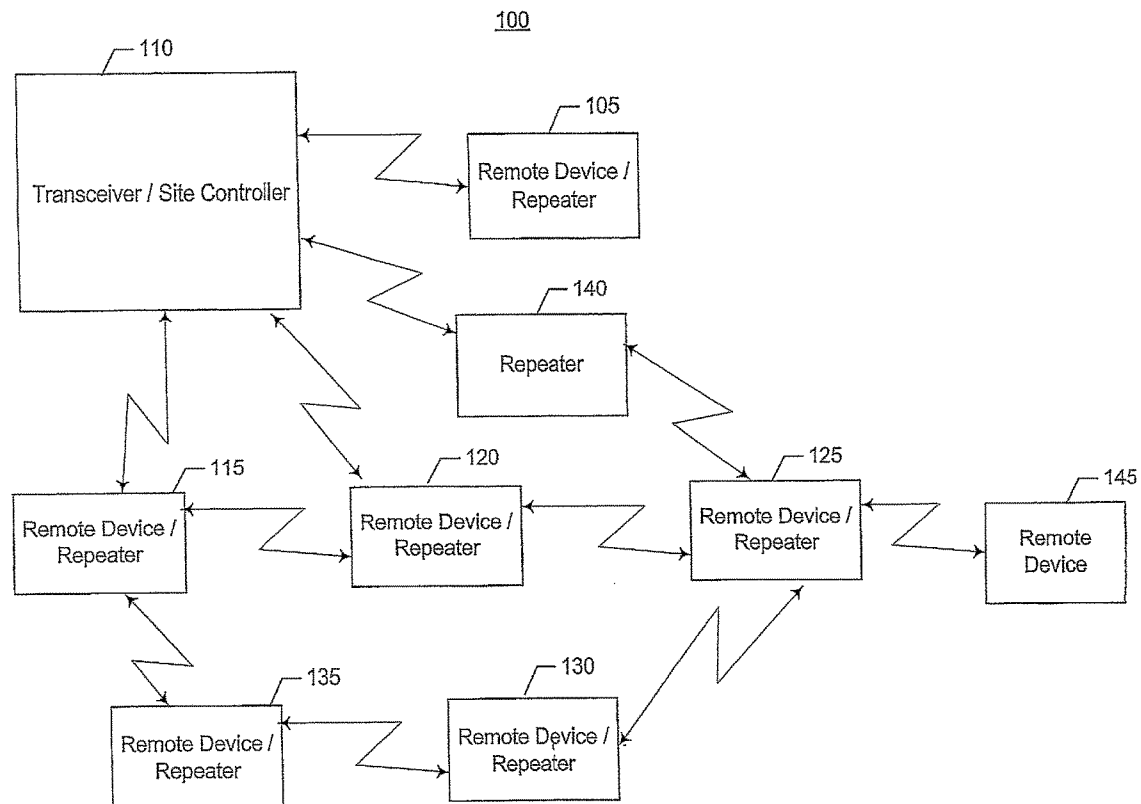 100
110
Transceiver / Site Controller
105
Remote Device /
Repeater
140
Repeater
115
Remote Device /
Repeater
120
Remote Device /
Repeater
125
Remote Device /
Repeater
145
Remote
Device
135
Remote Device /
Repeater
130
Remote Device /
Repeater